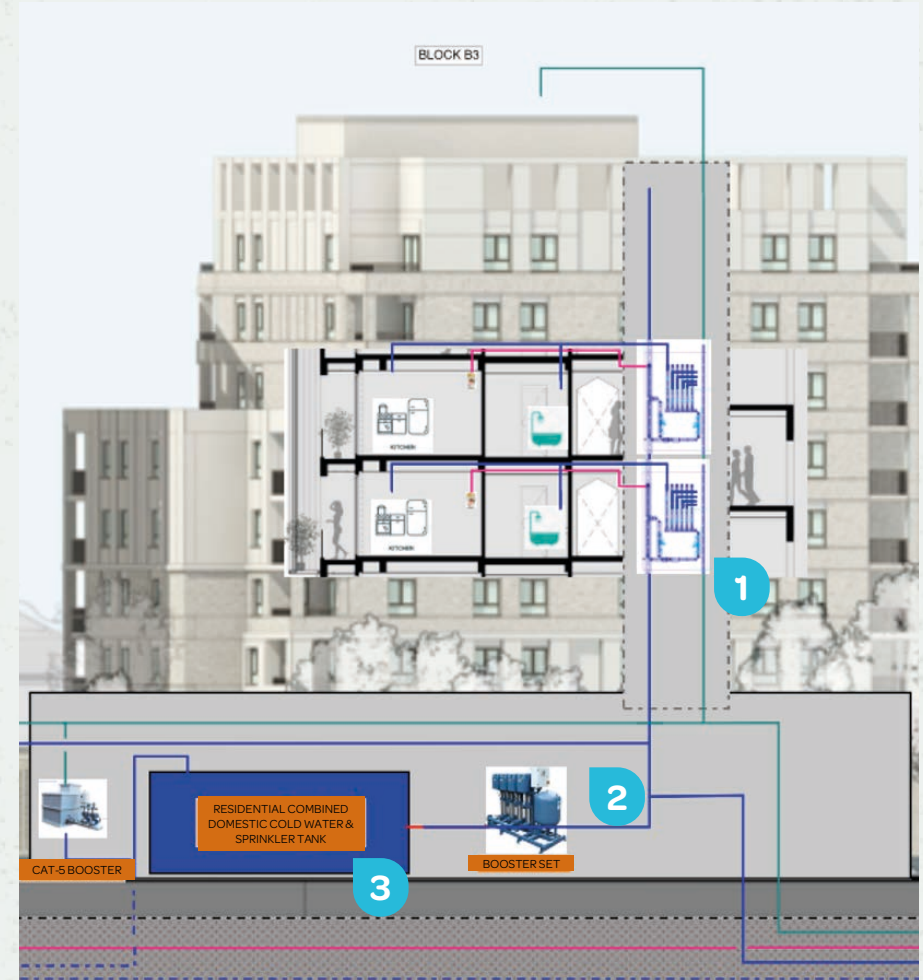 BLOCK B3
KITCHEN
KITCHEN
1
2
RESIDENTIAL COMBINED
DOMESTIC COLD WATER &
SPRINKLER TANK
BOOSTER SET
CAT-5 BOOSTER
3